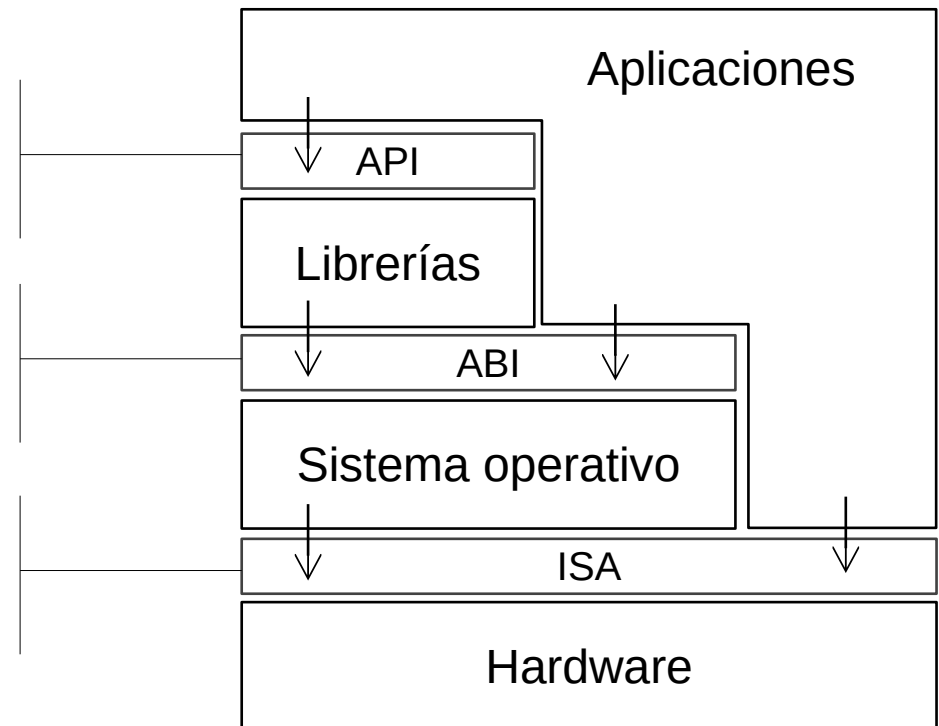 Aplicaciones
API
Librerías
ABI
Sistema operativo
ISA
Hardware